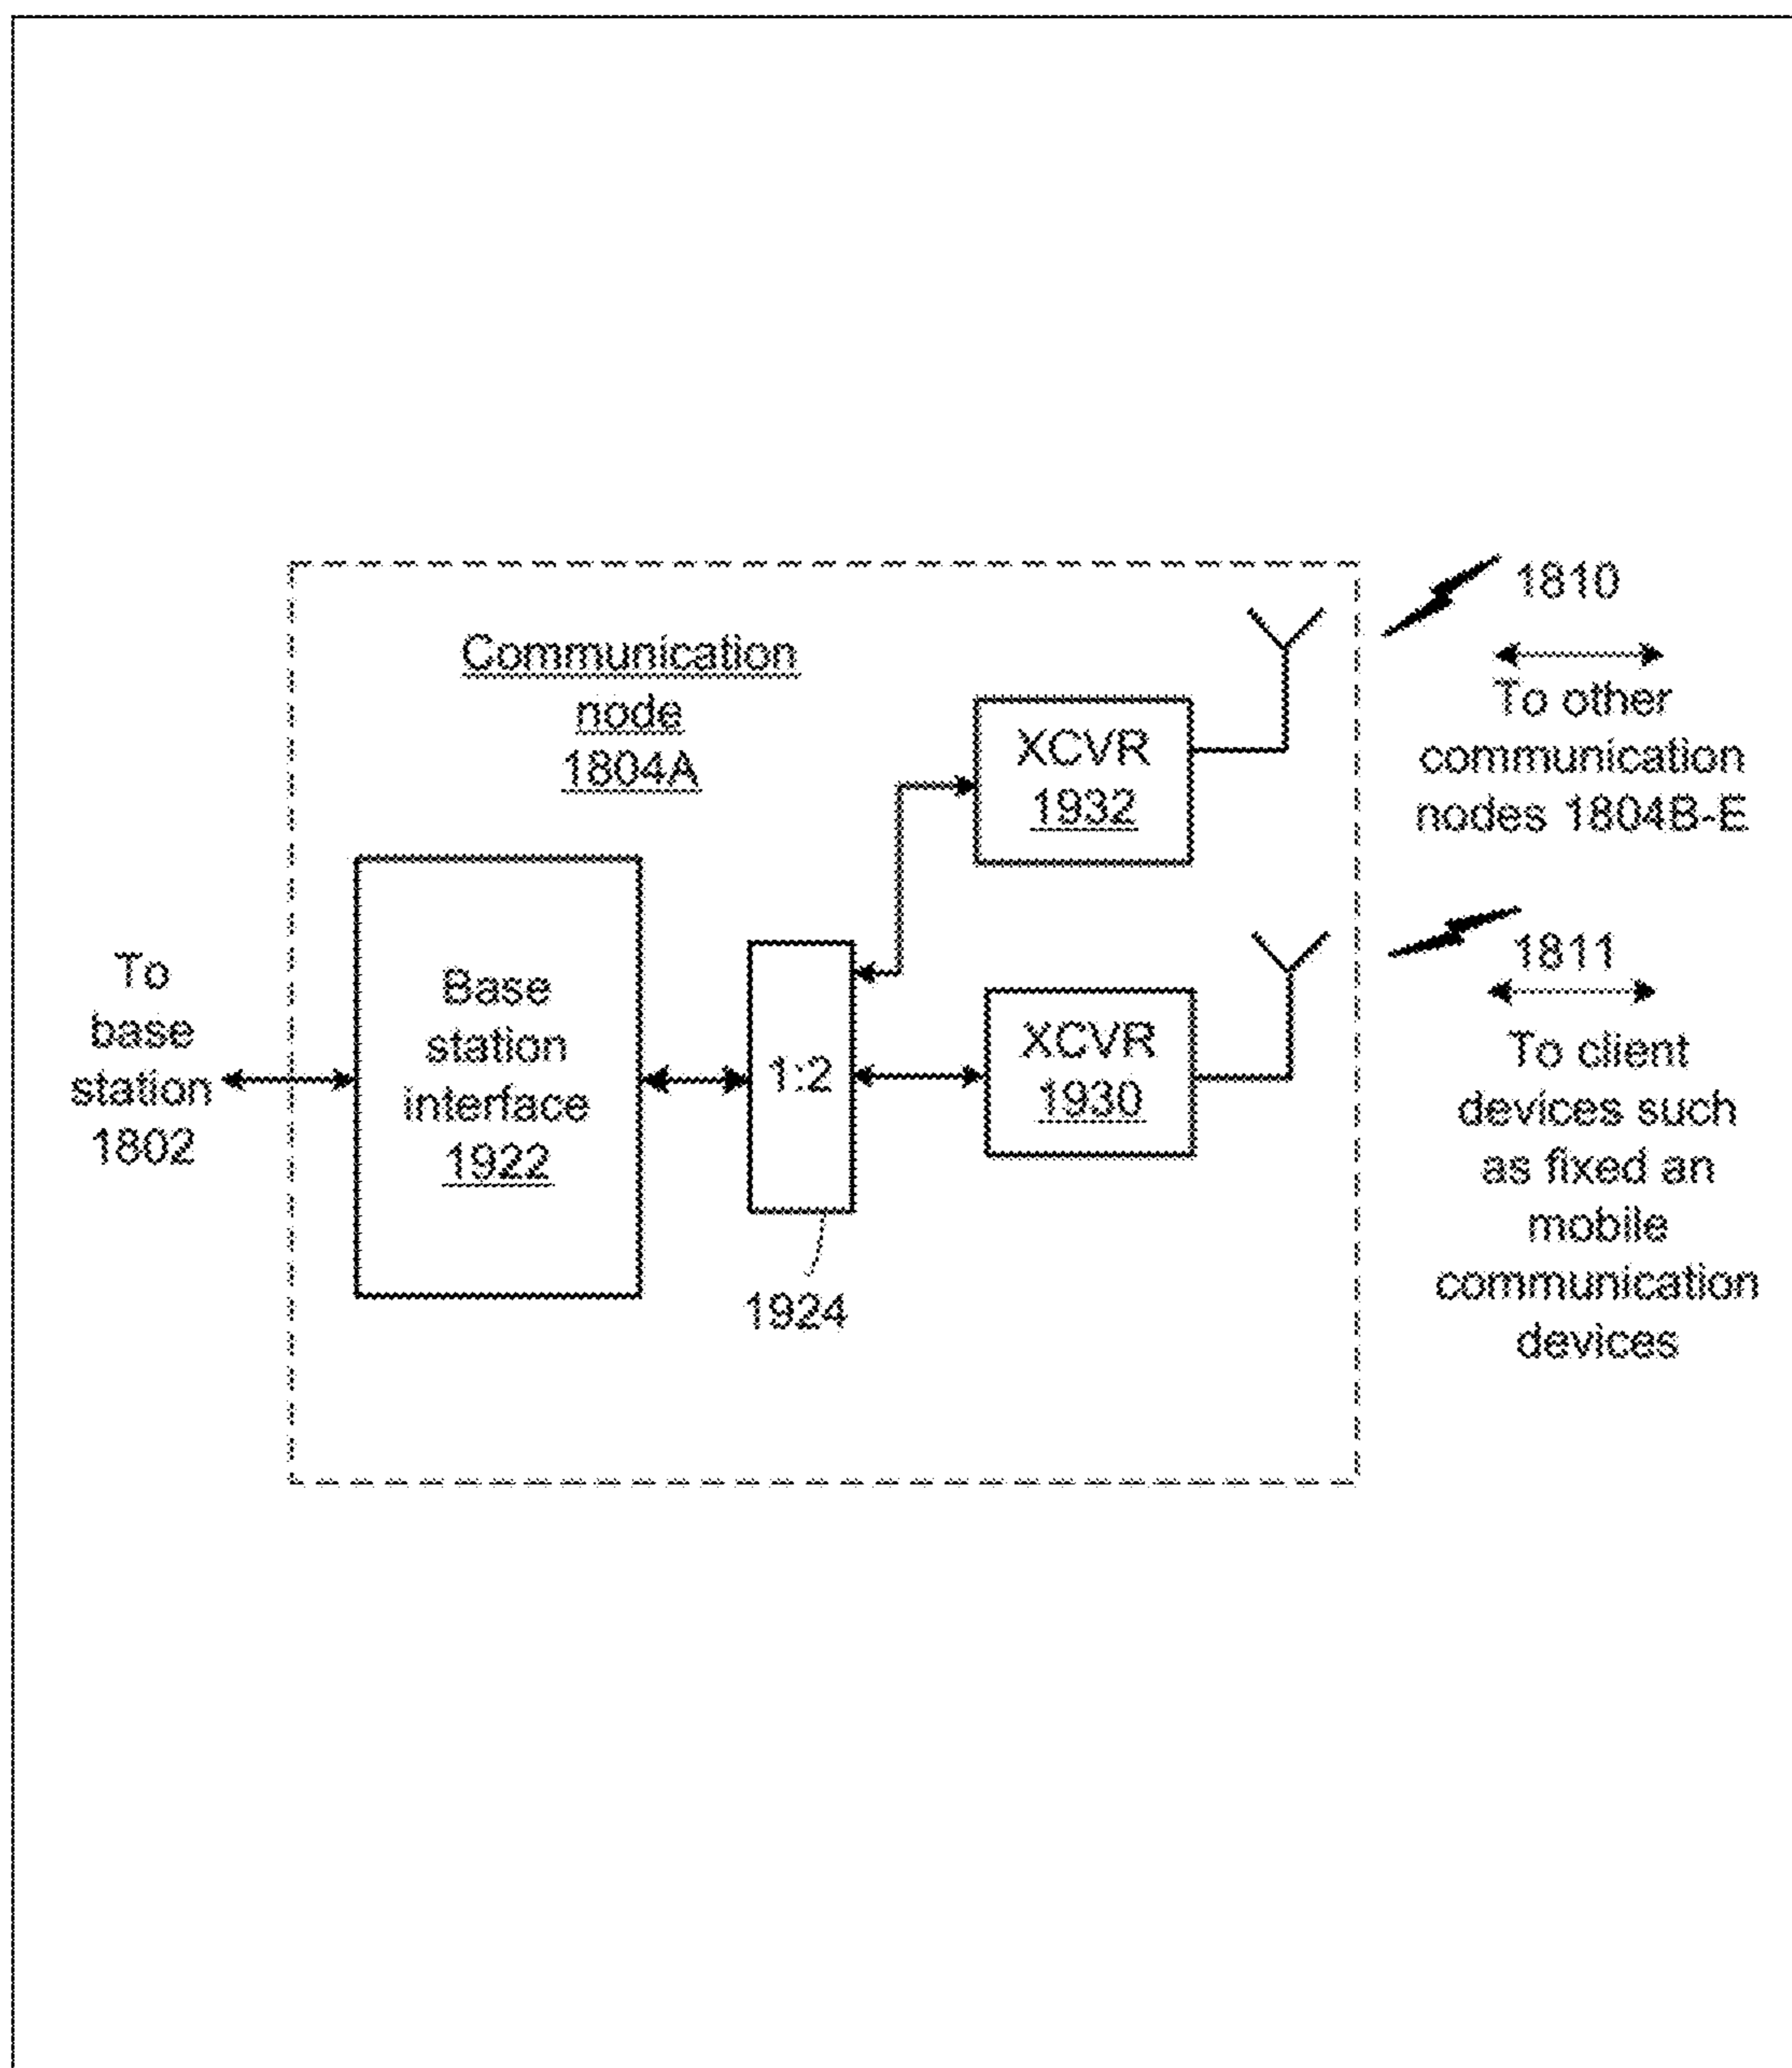 Communication
node
1804A
To
base
station
1802
Base
station
interface
1922
1:2
1924
XCVR
1932
XCVR
1930
1810
To other
communication
nodes 1804B-E
1811
To client
devices such
as fixed an
mobile
communication
devices